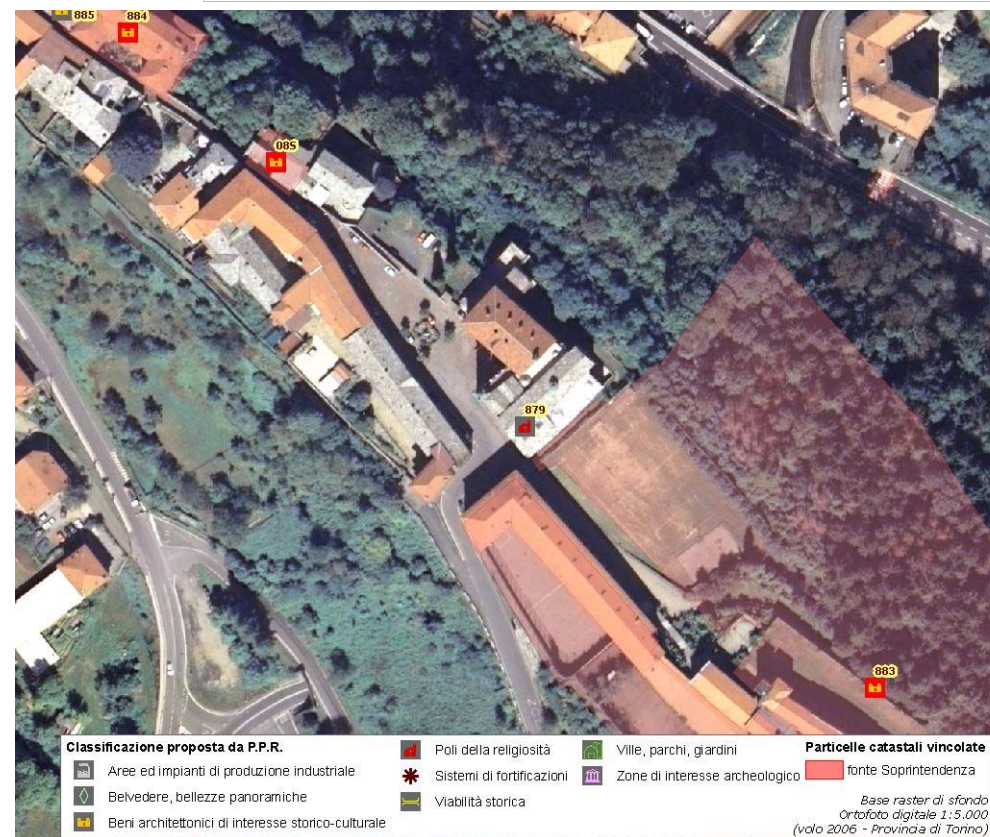 885
884
085
879
883
Classificazione proposta da P.P.R.
Aree ed impianti di produzione industriale
Belvedere, bellezze panoramiche
Beni architettonici di interesse storico-culturale
Poli della religiosità
Sistemi di fortificazioni
Viabilità storica
Ville, parchi, giardini
Zone di interesse archeologico
Particelle catastali vincolate
fonte Soprintendenza
Base raster di sfondo
Ortofoto digitale 1:5.000
(volo 2006 - Provincia di Torino)